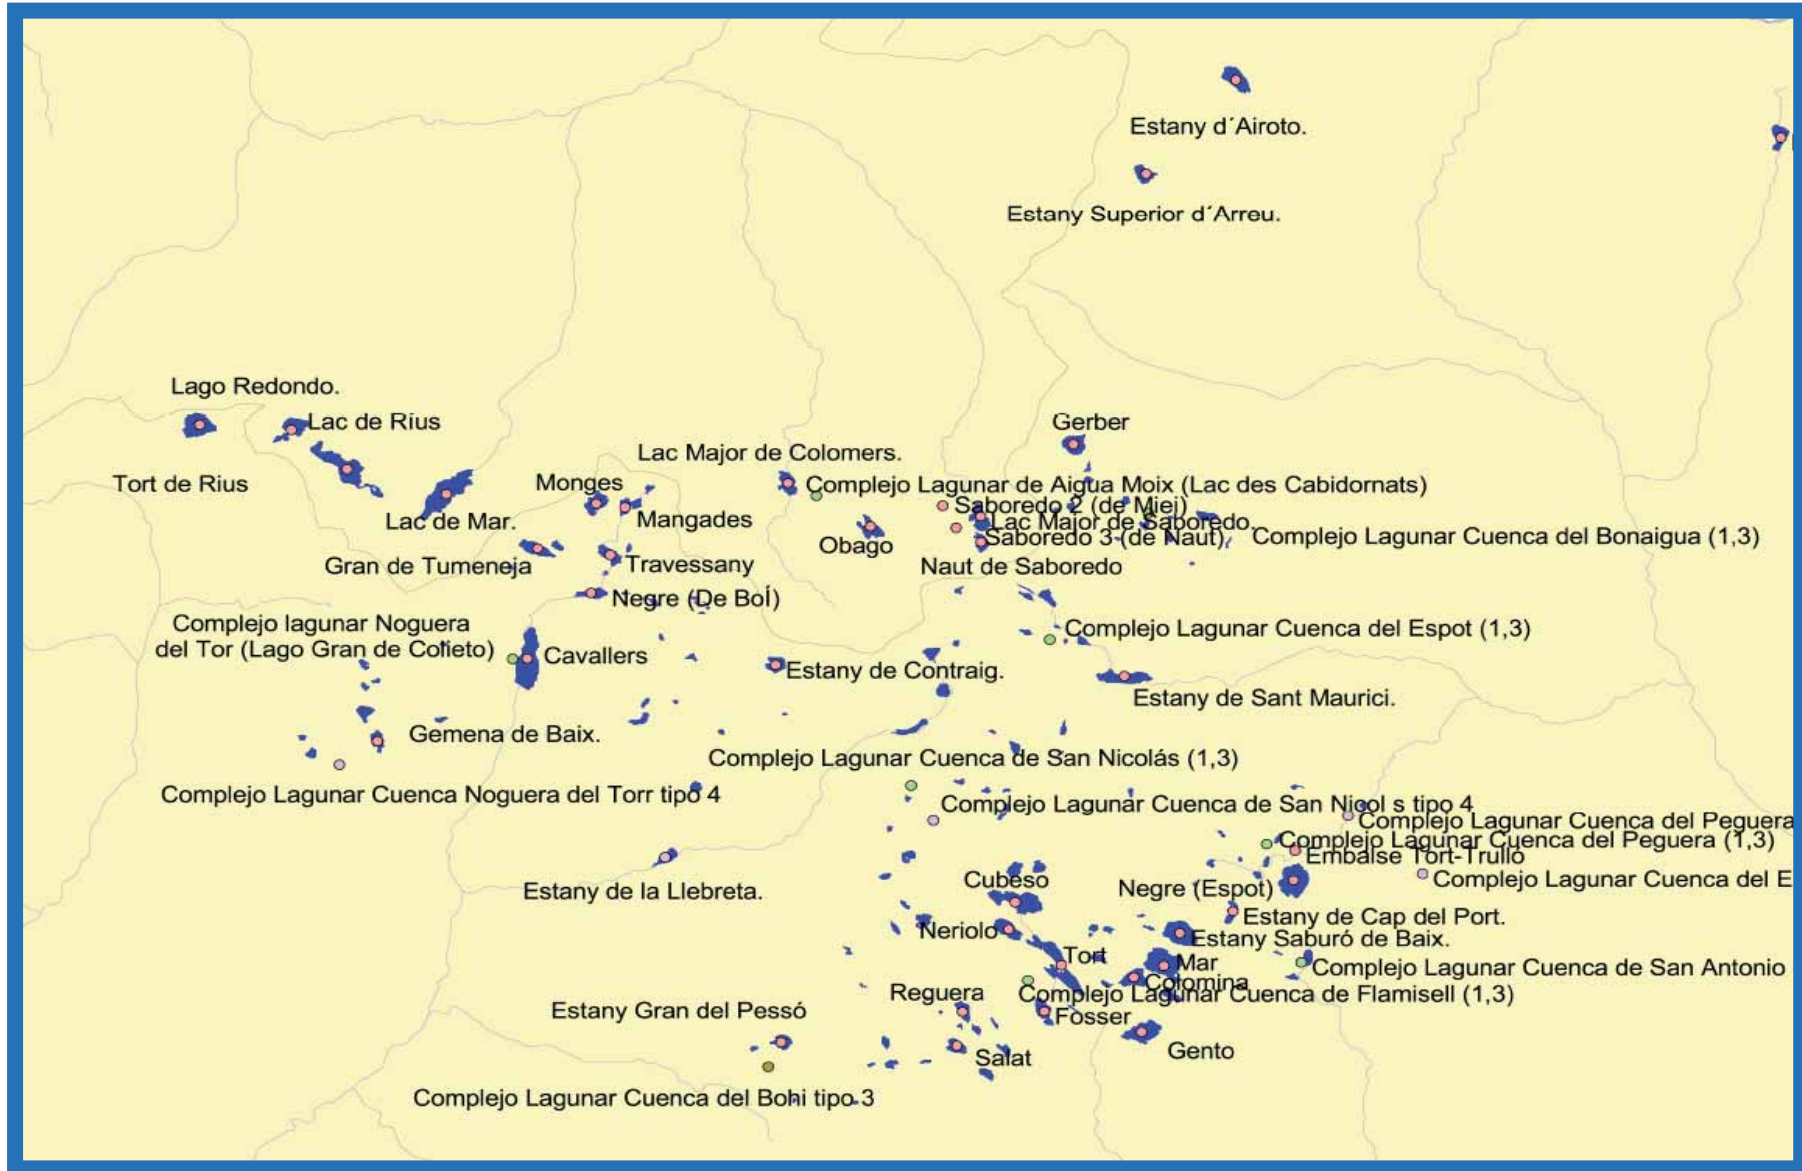 Estany d´Airoto.
Estany Superior d´Arreu.
Lago Redondo.
Lac de Ríus
Gerber
Lac Major de Colomers.
Tort de Rius
Monges
Complejo Lagunar de Aigua Moix (Lac des Cabidornats)
Saboredo 2 (de Miej)
Lac de Mar.
Mangades
Lac Major de Saboredo.
Obago
Saboredo 3 (de Naut)
Complejo Lagunar Cuenca del Bonaigua (1,3)
Gran de Tumeneja
Travessany
Naut de Saboredo
Negre (De BoÍ)
Complejo lagunar Noguera
del Tor (Lago Gran de Colieto)
Complejo Lagunar Cuenca del Espot (1,3)
Cavallers
Estany de Contraig.
Estany de Sant Maurici.
Gemena de Baix.
Complejo Lagunar Cuenca de San Nicolás (1,3)
Complejo Lagunar Cuenca Noguera del Torr tipo 4
Complejo Lagunar Cuenca de San Nicol s tipo 4
Complejo Lagunar Cuenca del Peguera
Complejo Lagunar Cuenca del Peguera (1,3)
Embalse Tort-Trulló
Estany de la Llebreta.
Cubeso
Negre (Espot)
Complejo Lagunar Cuenca del E
Estany de Cap del Port.
Neriolo
Estany Saburó de Baix.
Tort
Mar
Complejo Lagunar Cuenca de San Antonio
Colomina
Reguera
Complejo Lagunar Cuenca de Flamisell (1,3)
Estany Gran del Pessó
Fosser
Gento
Salat
Complejo Lagunar Cuenca del Bohi tipo 3